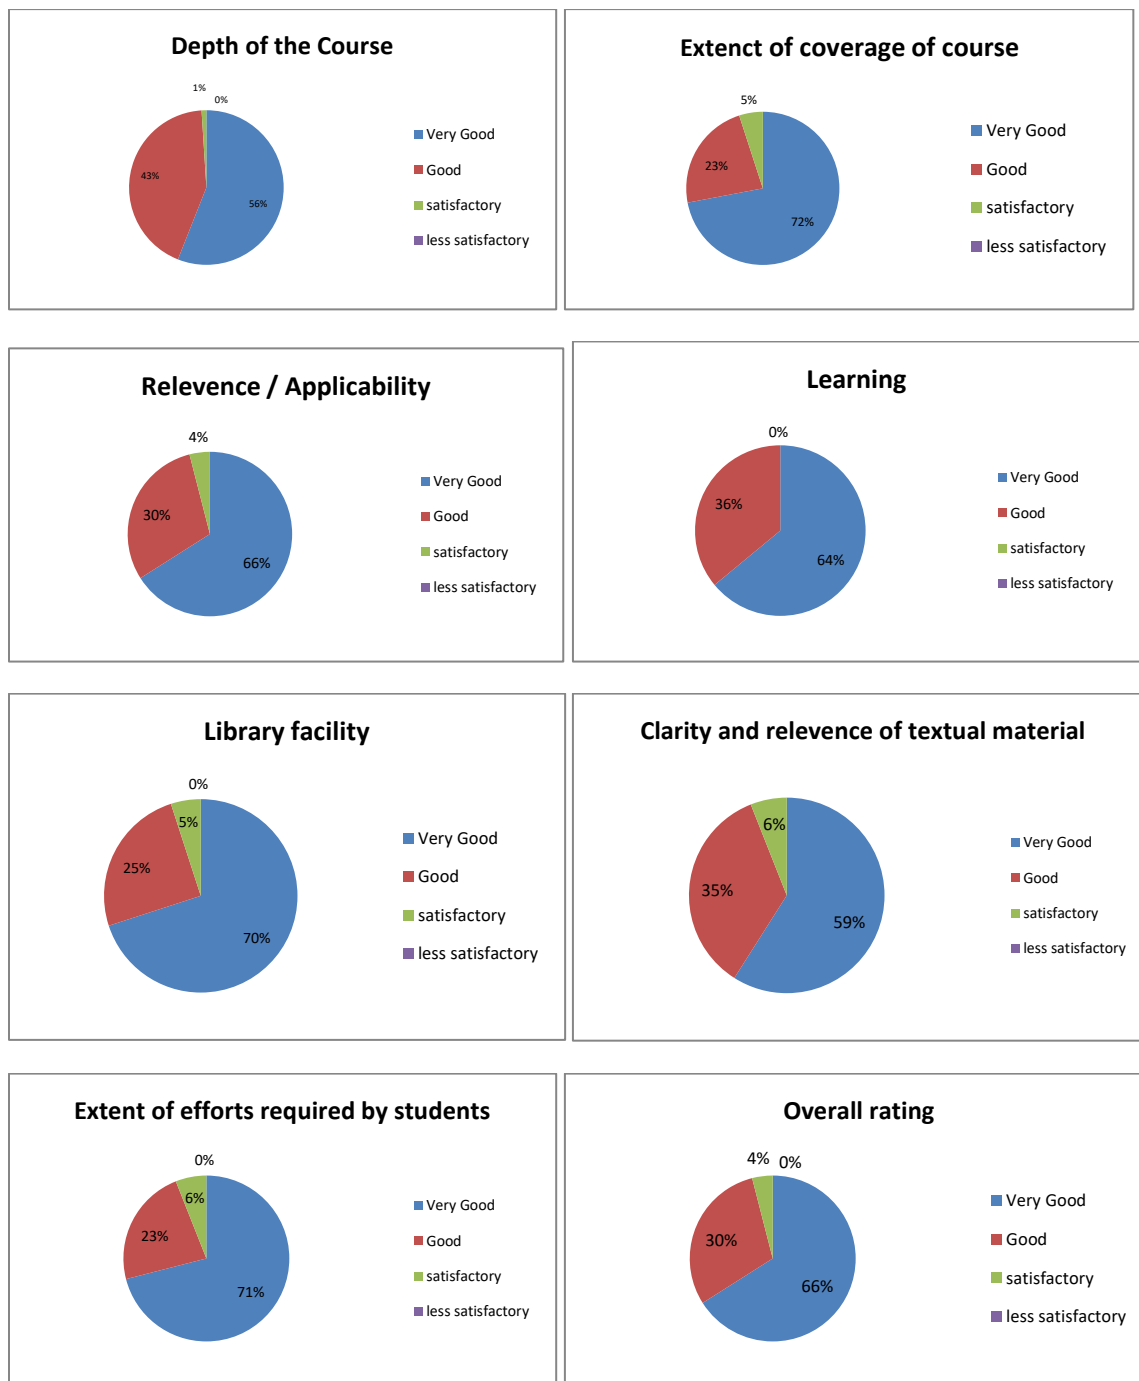 Depth of the Course
1%
0%
43%
56%
Very Good
Good
satisfactory
less satisfactory
Extenct of coverage of course
5%
23%
72%
Very Good
Good
satisfactory
less satisfactory
Relevence / Applicability
4%
30%
66%
Very Good
Good
satisfactory
less satisfactory
Learning
0%
36%
64%
Very Good
Good
satisfactory
less satisfactory
Library facility
0%
5%
25%
70%
Very Good
Good
satisfactory
less satisfactory
Clarity and relevence of textual material
6%
35%
59%
Very Good
Good
satisfactory
less satisfactory
Extent of efforts required by students
0%
6%
23%
71%
Very Good
Good
satisfactory
less satisfactory
Overall rating
4%
0%
30%
66%
Very Good
Good
satisfactory
less satisfactory